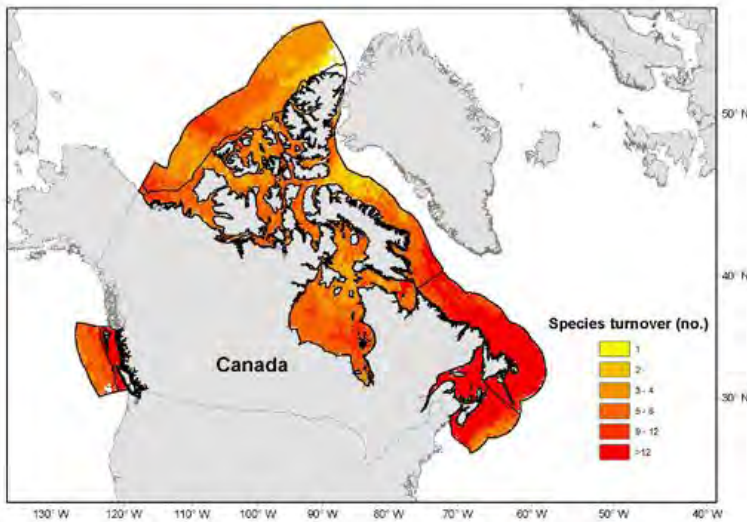 50° N
40° N
Species turnover (no.)
1
2
3 - 4
Canada
5 - 6
30° N
9 - 12
>12
130° W 120° W 110° W 100° W 90° W 80° W 70° W 60° W 50° W 40° W